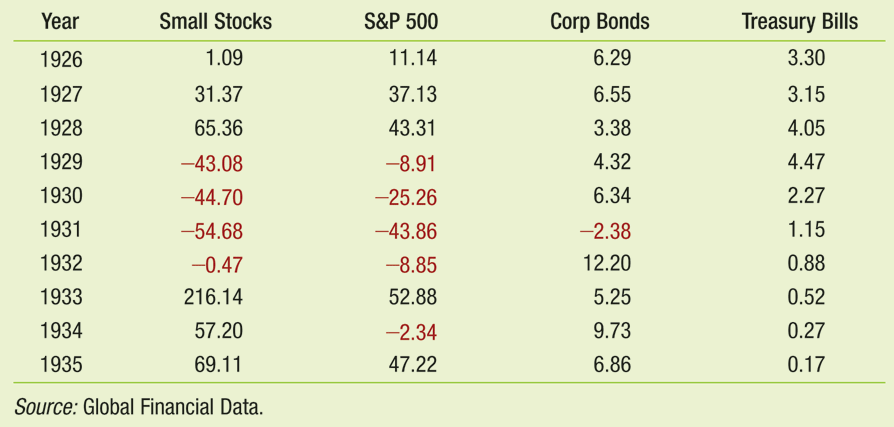 Year Small Stocks S&P 500 Corp Bonds Treasury Bills
1926 1.09 11.14 6.29 3.30
1927 31.37 37.13 6.55 3.15
1928 65.36 43.31 3.38 4.05
1929 −43.08 −8.91 4.32 4.47
1930 −44.70 −25.26 6.34 2.27
1931 −54.68 −43.86 −2.38 1.15
1932 −0.47 −8.85 12.20 0.88
1933 216.14 52.88 5.25 0.52
1934 57.20 −2.34 9.73 0.27
1935 69.11 47.22 6.86 0.17
Source: Global Financial Data.